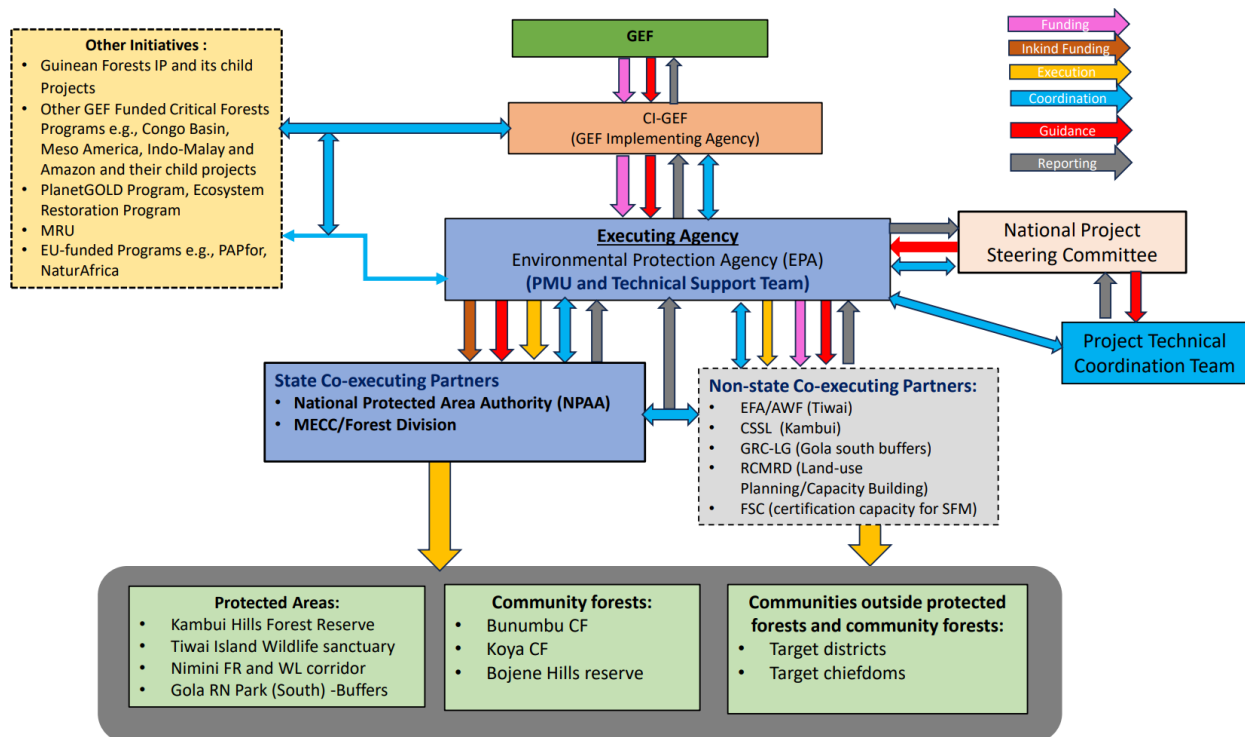 Other Initiatives :
• Guinean Forests IP and its child
Projects
• Other GEF Funded Critical Forests
Programs e.g., Congo Basin,
Meso America, Indo-Malay and
Amazon and their child projects
• PlanetGOLD Program, Ecosystem
Restoration Program
• MRU
• EU-funded Programs e.g., PAPfor,
NaturAfrica
GEF
CI-GEF
(GEF Implementing Agency)
Funding
Inkind Funding
Execution
Coordination
Guidance
Reporting
Executing Agency
Environmental Protection Agency (EPA)
(PMU and Technical Support Team)
National Project
Steering Committee
Project Technical
Coordination Team
State Co-executing Partners
• National Protected Area Authority (NPAA)
• MECC/Forest Division
Non-state Co-executing Partners:
• EFA/AWF (Tiwai)
• CSSL (Kambui)
• GRC-LG (Gola south buffers)
• RCMRD (Land-use
Planning/Capacity Building)
• FSC (certification capacity for SFM)
Protected Areas:
• Kambui Hills Forest Reserve
• Tiwai Island Wildlife sanctuary
• Nimini FR and WL corridor
• Gola RN Park (South) -Buffers
Community forests:
• Bunumbu CF
• Koya CF
• Bojene Hills reserve
Communities outside protected
forests and community forests:
• Target districts
• Target chiefdoms